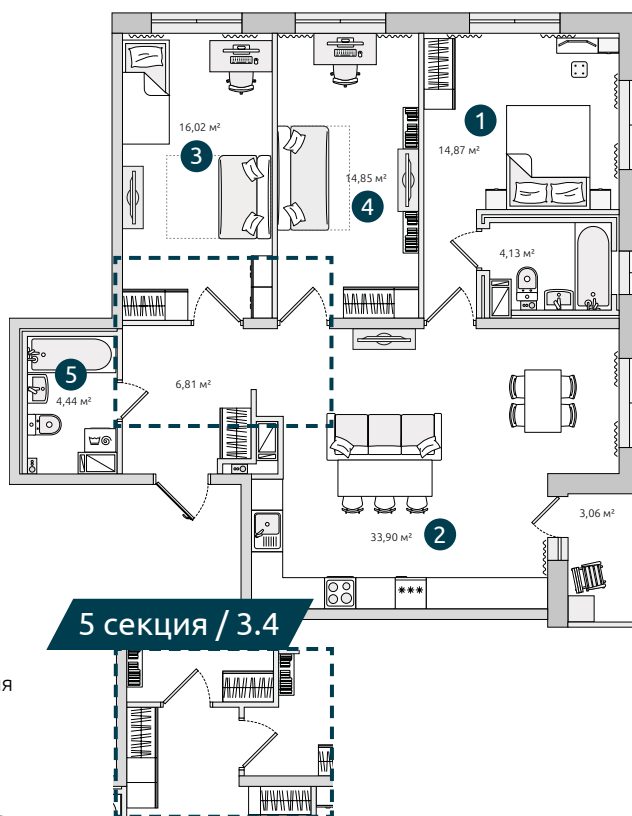 16,02 м²
3
14,85 м²
4
1
14,87 м²
4,13 м²
5
4,44 м²
6,81 м²
33,90 м²
2
3,06 м²
5 секция / 3.4
ия